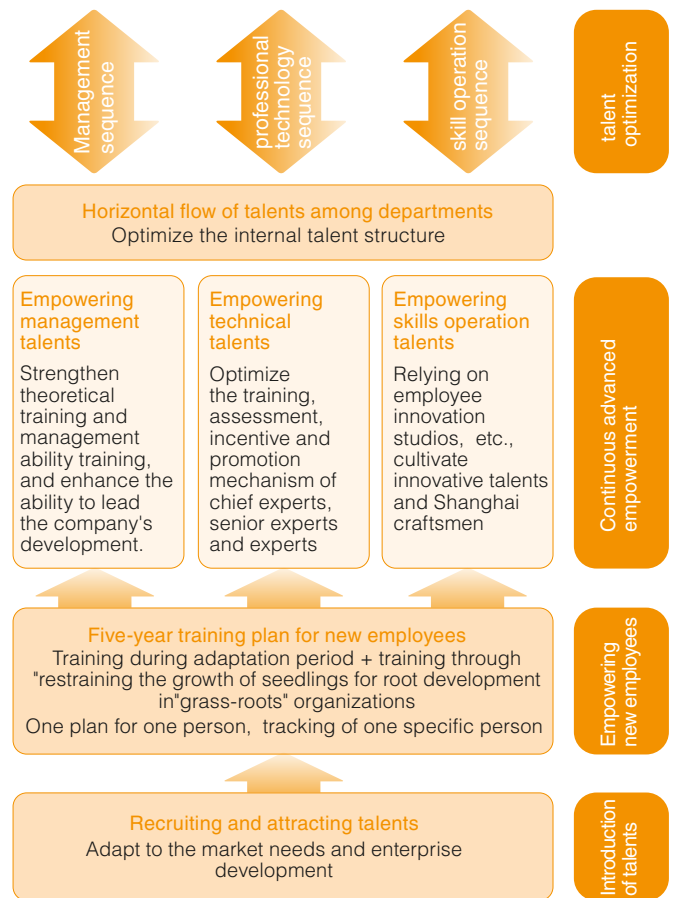 Management
sequence
professional
technology
sequence
skill operation
sequence
talent
optimization
Horizontal flow of talents among departments
Optimize the internal talent structure
Empowering
management
talents
Strengthen
theoretical
training and
management
ability training,
and enhance the
ability to lead
the company's
development.
Empowering
technical
talents
Optimize
the training,
assessment,
incentive and
promotion
mechanism of
chief experts,
senior experts
and experts
Empowering
skills operation
talents
Relying on
employee
innovation
studios, etc.,
cultivate
innovative talents
and Shanghai
craftsmen
Continuous advanced
empowerment
Five-year training plan for new employees
Training during adaptation period + training through
"restraining the growth of seedlings for root development
in"grass-roots" organizations
One plan for one person, tracking of one specific person
Empowering
new employees
Recruiting and attracting talents
Adapt to the market needs and enterprise
development
Introduction
of talents